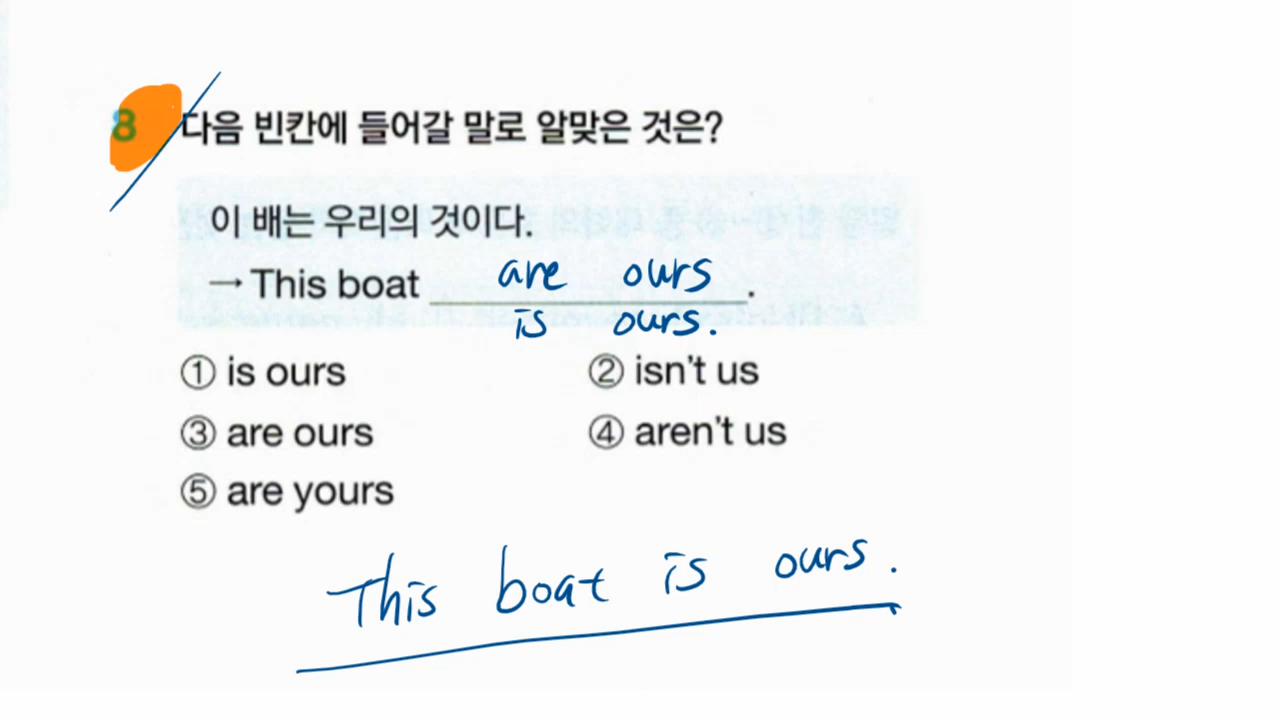 8 다음 빈칸에 들어갈 말로 알맞은 것은?
이 배는 우리의 것이다.
→ This boat are ours.
is ours.
① is ours ② isn't us
③ are ours ④ aren't us
⑤ are yours
This boat is ours.